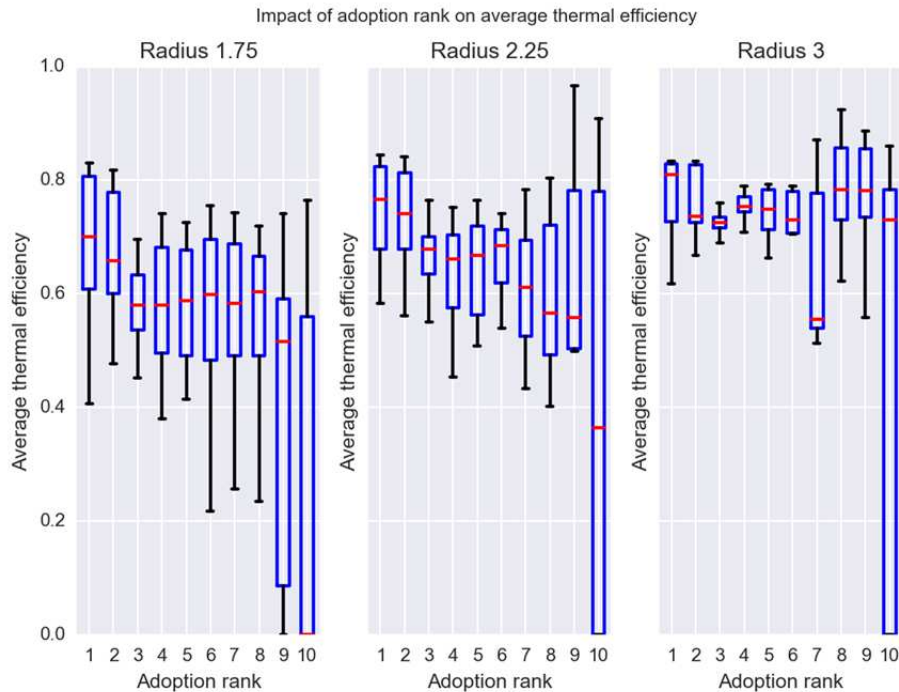 Impact of adoption rank on average thermal efficiency
Radius 1.75
Radius 2.25
Radius 3
1.0
0.8
0.6
0.4
0.2
0.0
Average thermal efficiency
Average thermal efficiency
Average thermal efficiency
1 2 3 4 5 6 7 8 9 10
1 2 3 4 5 6 7 8 9 10
1 2 3 4 5 6 7 8 9 10
Adoption rank
Adoption rank
Adoption rank